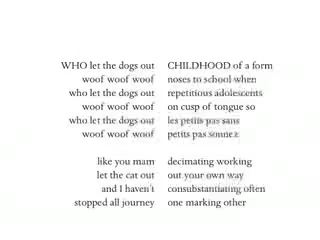 WHO let the dogs out
woof woof woof
who let the dogs out
woof woof woof
who let the dogs out
woof woof woof
like you mam
let the cat out
and I haven't
stopped all journey
CHILDHOOD of a form
noses to school when
repetitious adolescents
on cusp of tongue so
les petits pas sans
petits pas sonnez
decimating working
out your own way
consubstantiating often
one marking other